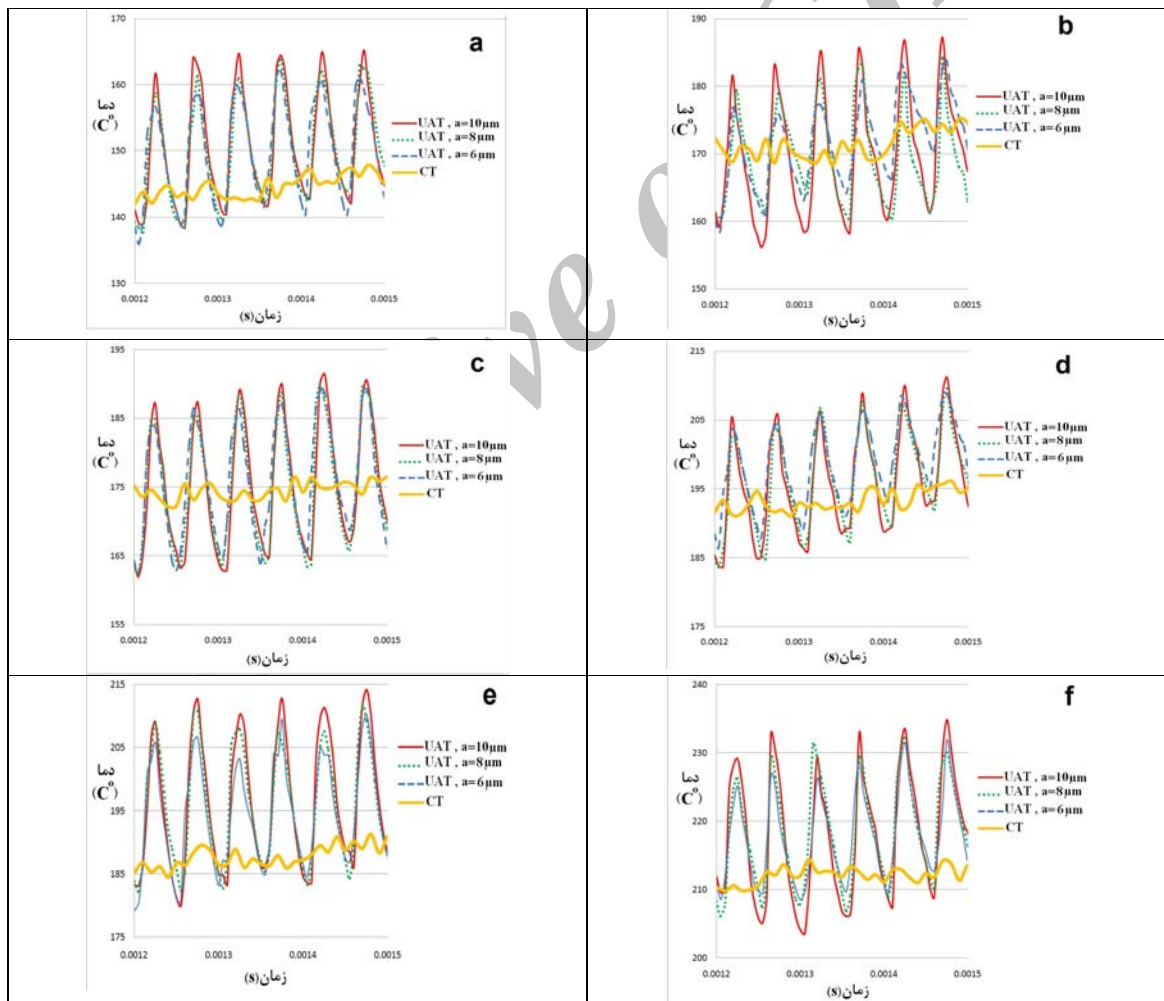 a
170
160
150
140
130
دما
(C°)
0.0012 0.0013 0.0014 0.0015
زمان(s)
UAT , a=10µm
UAT , a=8µm
UAT , a=6µm
CT
b
190
180
170
160
150
دما
(C°)
0.0012 0.0013 0.0014 0.0015
زمان(s)
UAT , a=10µm
UAT , a=8µm
UAT , a=6µm
CT
c
195
185
175
165
155
دما
(C°)
0.0012 0.0013 0.0014 0.0015
زمان(s)
UAT , a=10µm
UAT , a=8µm
UAT , a=6µm
CT
d
215
205
195
185
175
دما
(C°)
0.0012 0.0013 0.0014 0.0015
زمان(s)
UAT , a=10µm
UAT , a=8µm
UAT , a=6µm
CT
e
215
205
195
185
175
دما
(C°)
0.0012 0.0013 0.0014 0.0015
زمان(s)
UAT , a=10µm
UAT , a=8µm
UAT , a=6µm
CT
f
240
230
220
210
200
دما
(C°)
0.0012 0.0013 0.0014 0.0015
زمان(s)
UAT , a=10µm
UAT , a=8µm
UAT , a=6µm
CT